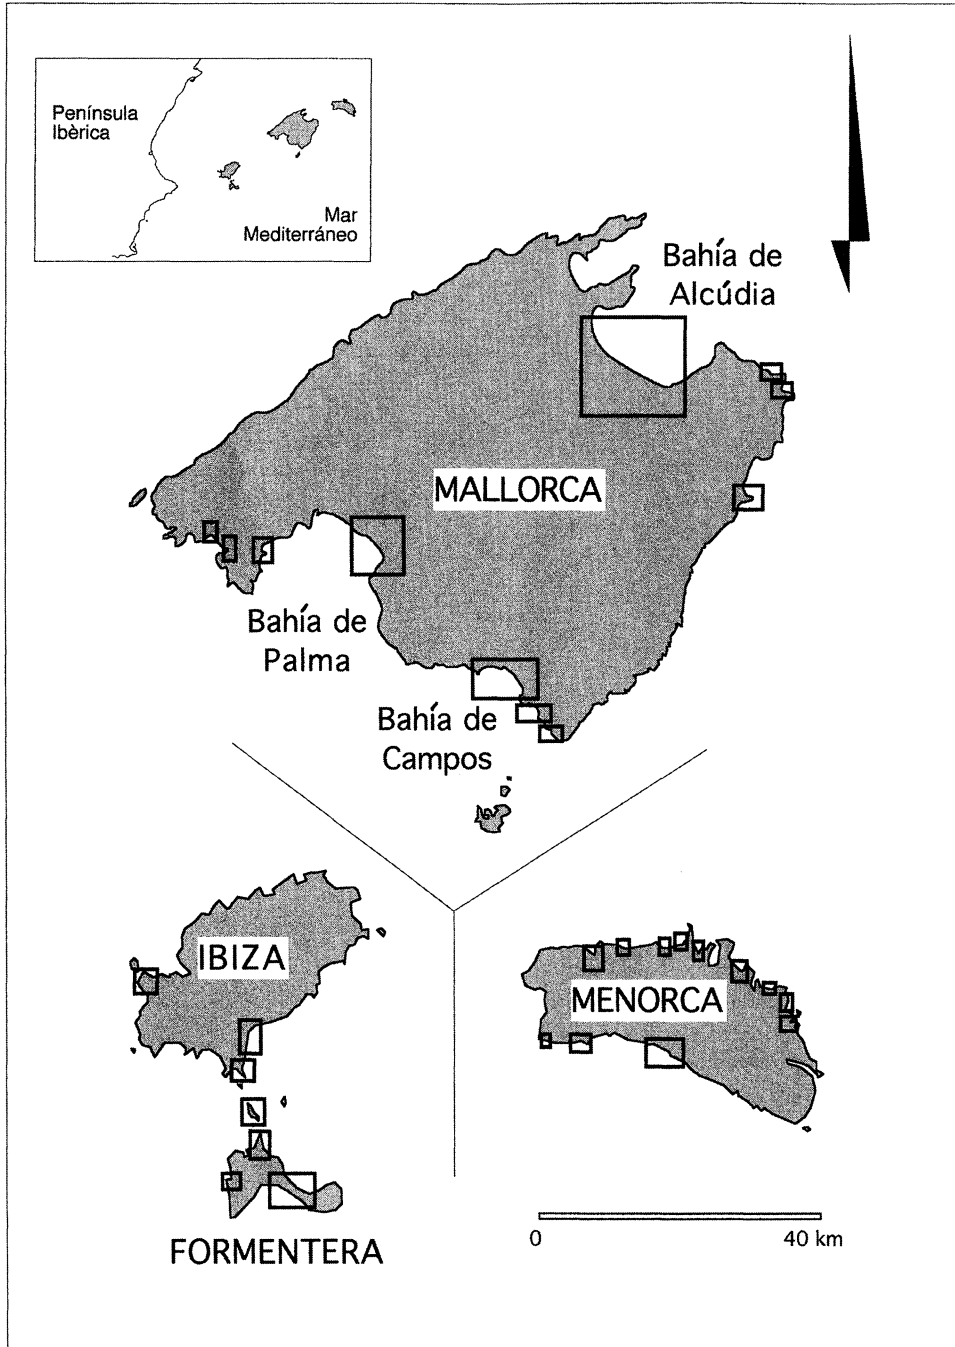 Península
Ibèrica
Mar
Mediterráneo
Bahía de
Alcúdia
MALLORCA
Bahía de
Palma
Bahía de
Campos
IBIZA
MENORCA
FORMENTERA
0 40 km